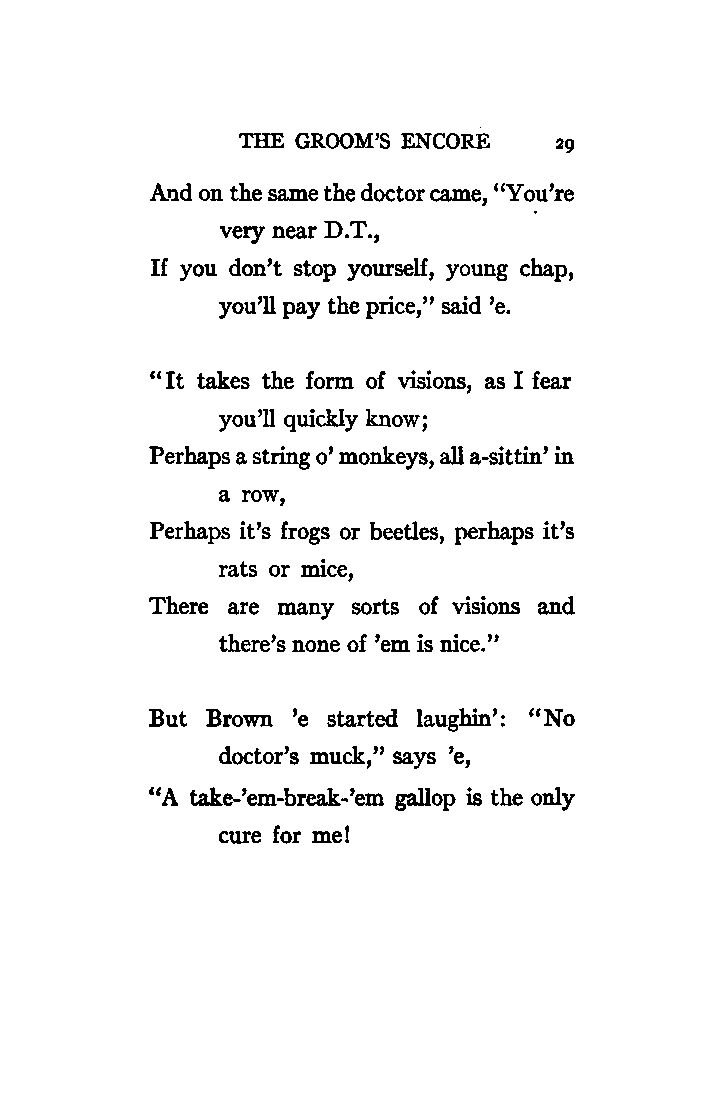 THE GROOM'S ENCORE 29
And on the same the doctor came, "You're
very near D.T.,
If you don't stop yourself, young chap,
you'll pay the price," said 'e.
"It takes the form of visions, as I fear
you'll quickly know;
Perhaps a string o' monkeys, all a-sittin' in
a row,
Perhaps it's frogs or beetles, perhaps it's
rats or mice,
There are many sorts of visions and
there's none of 'em is nice."
But Brown 'e started laughin': "No
doctor's muck," says 'e,
"A take-'em-break-'em gallop is the only
cure for me!